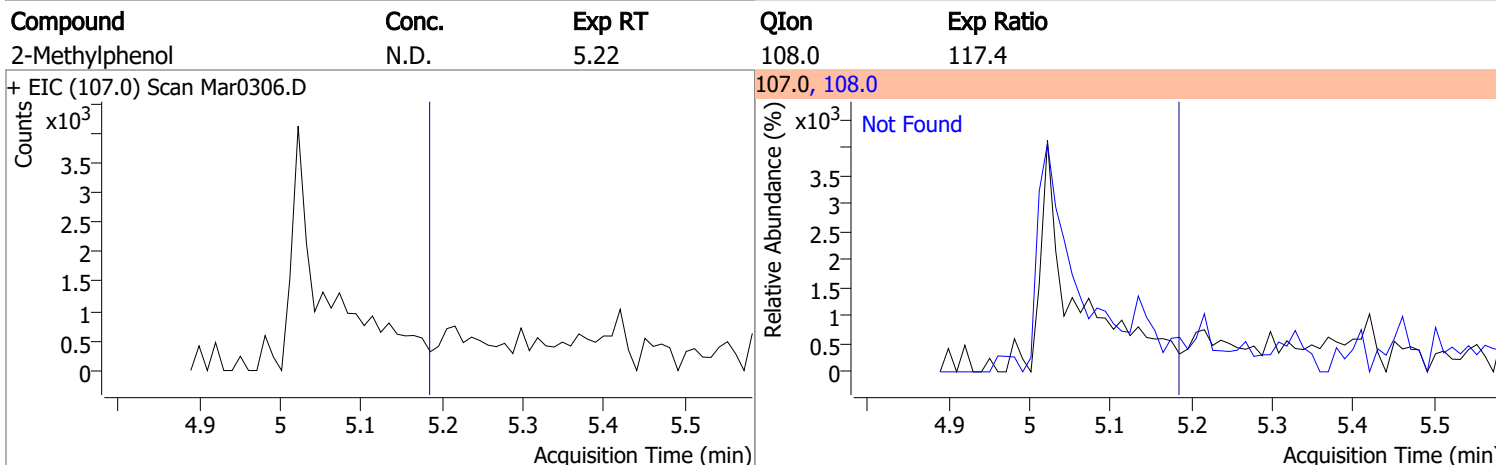 Compound Conc. Exp RT QIon Exp Ratio
2-Methylphenol N.D. 5.22 108.0 117.4
+ EIC (107.0) Scan Mar0306.D
Counts
x10³
3.5
3
2.5
2
1.5
1
0.5
0
4.9 5 5.1 5.2 5.3 5.4 5.5
Acquisition Time (min)
107.0, 108.0
Relative Abundance (%)
x10³
Not Found
3.5
3
2.5
2
1.5
1
0.5
0
4.9 5 5.1 5.2 5.3 5.4 5.5
Acquisition Time (min)